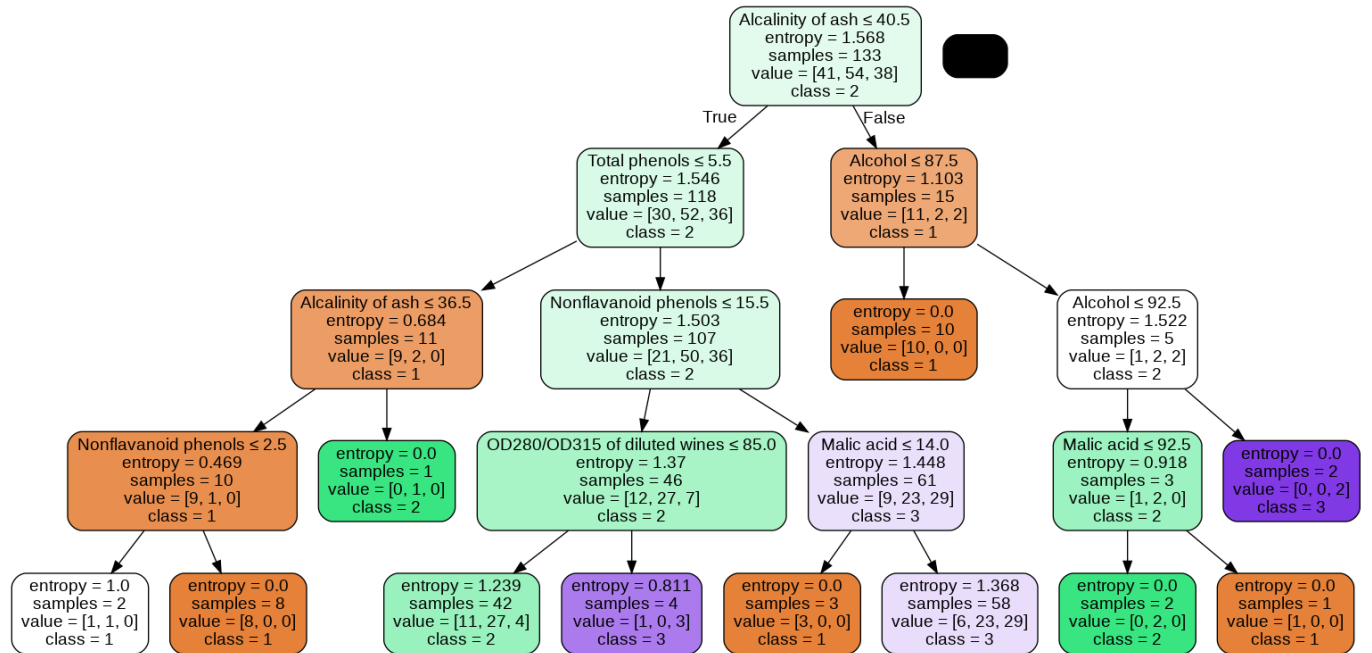 Alcalinity of ash ≤ 40.5
entropy = 1.568
samples = 133
value = [41, 54, 38]
class = 2
True
False
Total phenols ≤ 5.5
entropy = 1.546
samples = 118
value = [30, 52, 36]
class = 2
Alcohol ≤ 87.5
entropy = 1.103
samples = 15
value = [11, 2, 2]
class = 1
Alcalinity of ash ≤ 36.5
entropy = 0.684
samples = 11
value = [9, 2, 0]
class = 1
Nonflavanoid phenols ≤ 15.5
entropy = 1.503
samples = 107
value = [21, 50, 36]
class = 2
entropy = 0.0
samples = 10
value = [10, 0, 0]
class = 1
Alcohol ≤ 92.5
entropy = 1.522
samples = 5
value = [1, 2, 2]
class = 2
Nonflavanoid phenols ≤ 2.5
entropy = 0.469
samples = 10
value = [9, 1, 0]
class = 1
entropy = 0.0
samples = 1
value = [0, 1, 0]
class = 2
OD280/OD315 of diluted wines ≤ 85.0
entropy = 1.37
samples = 46
value = [12, 27, 7]
class = 2
Malic acid ≤ 14.0
entropy = 1.448
samples = 61
value = [9, 23, 29]
class = 3
Malic acid ≤ 92.5
entropy = 0.918
samples = 3
value = [1, 2, 0]
class = 2
entropy = 0.0
samples = 2
value = [0, 0, 2]
class = 3
entropy = 1.0
samples = 2
value = [1, 1, 0]
class = 1
entropy = 0.0
samples = 8
value = [8, 0, 0]
class = 1
entropy = 1.239
samples = 42
value = [11, 27, 4]
class = 2
entropy = 0.811
samples = 4
value = [1, 0, 3]
class = 3
entropy = 0.0
samples = 3
value = [3, 0, 0]
class = 1
entropy = 1.368
samples = 58
value = [6, 23, 29]
class = 3
entropy = 0.0
samples = 2
value = [0, 2, 0]
class = 2
entropy = 0.0
samples = 1
value = [1, 0, 0]
class = 1